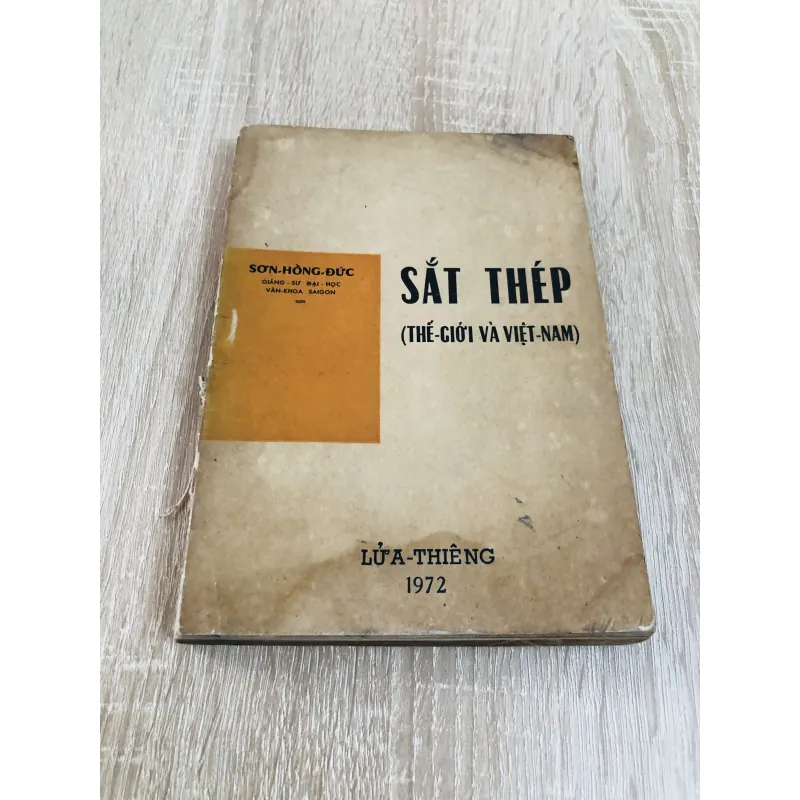 SƠN-HỒNG-ĐỨC
GIẢNG-SƯ ĐẠI-HỌC
VĂN-KHOA SAIGON
SẮT THÉP
(THẾ-GIỚI VÀ VIỆT-NAM)
LỬA-THIÊNG
1972